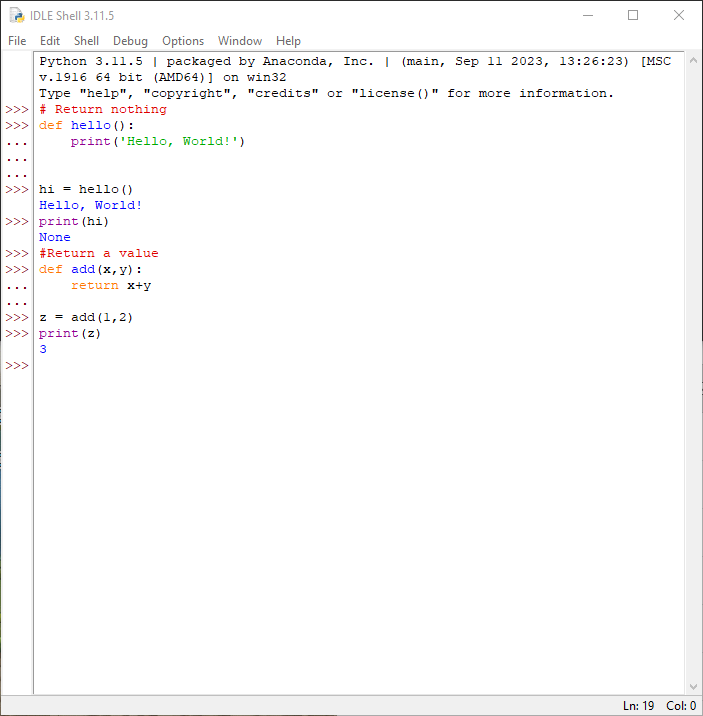 IDLE Shell 3.11.5
File Edit Shell Debug Options Window Help
Python 3.11.5 | packaged by Anaconda, Inc. | (main, Sep 11 2023, 13:26:23) [MSC
v.1916 64 bit (AMD64)] on win32
Type "help", "copyright", "credits" or "license()" for more information.
>>> # Return nothing
>>> def hello():
...     print('Hello, World!')
...
...
>>> hi = hello()
Hello, World!
>>> print(hi)
None
>>> #Return a value
>>> def add(x,y):
...     return x+y
...
>>> z = add(1,2)
>>> print(z)
3
>>>
Ln: 19 Col: 0